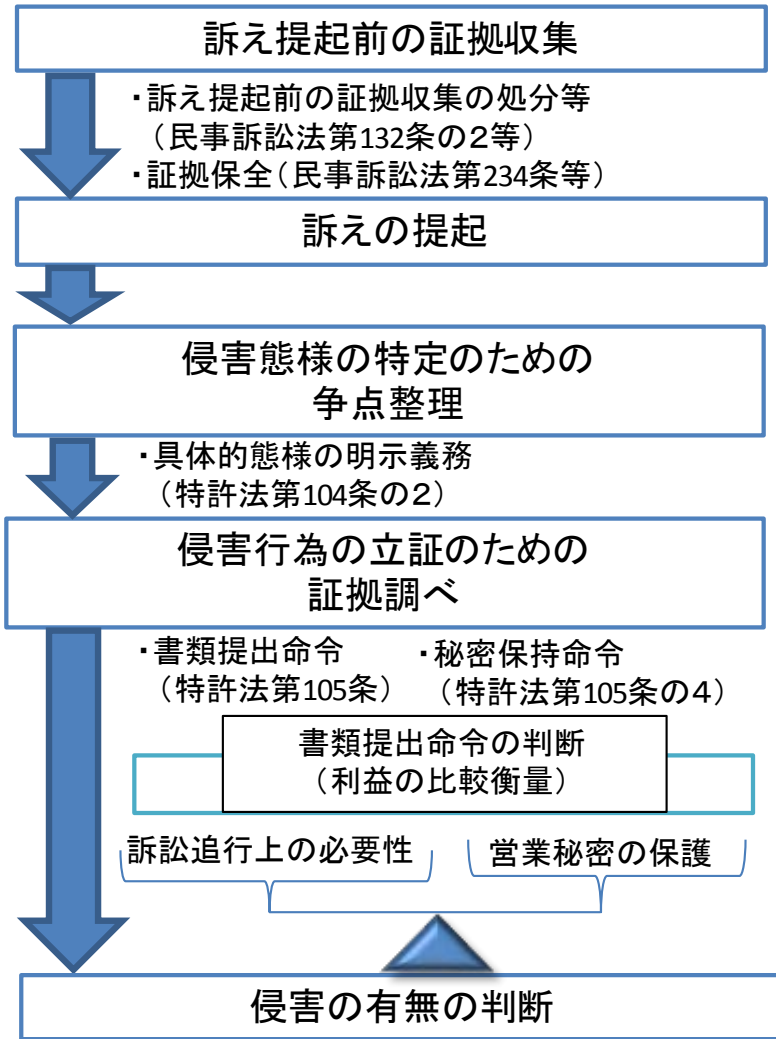 訴え提起前の証拠収集
・訴え提起前の証拠収集の処分等
（民事訴訟法第132条の２等）
・証拠保全（民事訴訟法第234条等）
訴えの提起
侵害態様の特定のための
争点整理
・具体的態様の明示義務
（特許法第104条の２）
侵害行為の立証のための
証拠調べ
・書類提出命令
（特許法第105条）
・秘密保持命令
（特許法第105条の４）
書類提出命令の判断
（利益の比較衡量）
訴訟追行上の必要性
営業秘密の保護
侵害の有無の判断